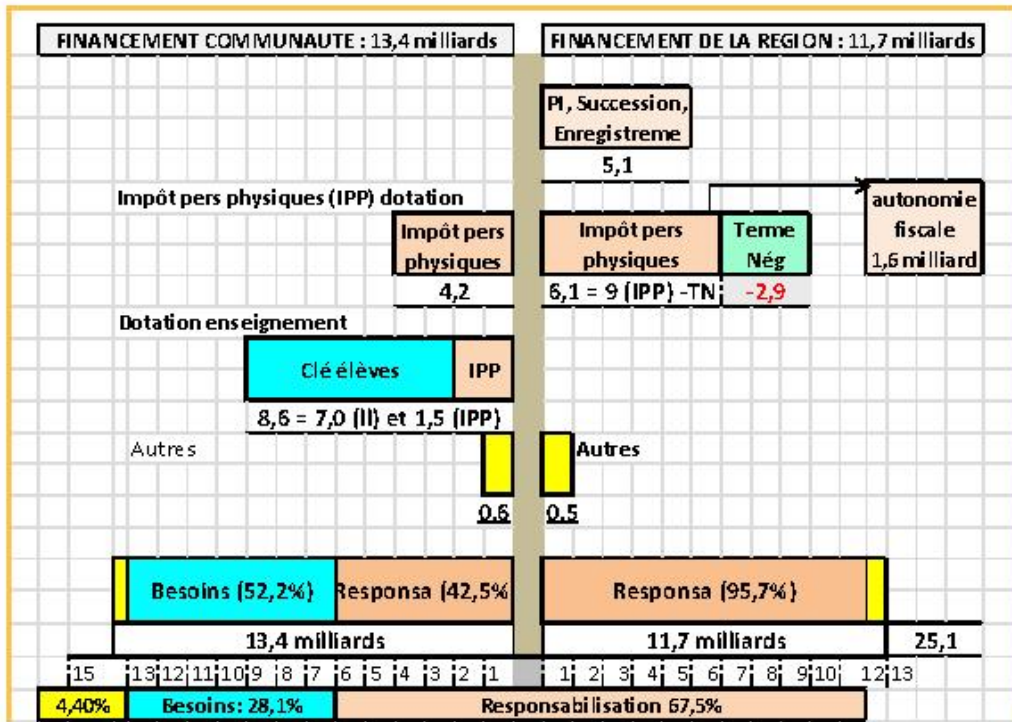 FINANCEMENT COMMUNAUTE : 13,4 milliards
FINANCEMENT DE LA REGION : 11,7 milliards
PI, Succession,
Enregistreme
5,1
Impôt pers physiques (IPP) dotation
autonomie
fiscale
1,6 milliard
Impôt pers
physiques
Impôt pers
physiques
Terme
Nég
4,2
6,1 = 9 (IPP) -TN
-2,9
Dotation enseignement
Clé élèves
IPP
8,6 = 7,0 (II) et 1,5 (IPP)
Autres
Autres
0.6
0.5
Besoins (52,2%)
Responsa (42,5%
Responsa (95,7%)
13,4 milliards
11,7 milliards
25,1
15 13 12 11 10 9 8 7 6 5 4 3 2 1
1 2 3 4 5 6 7 8 9 10 12 13
4,40%
Besoins: 28,1%
Responsabilisation 67,5%